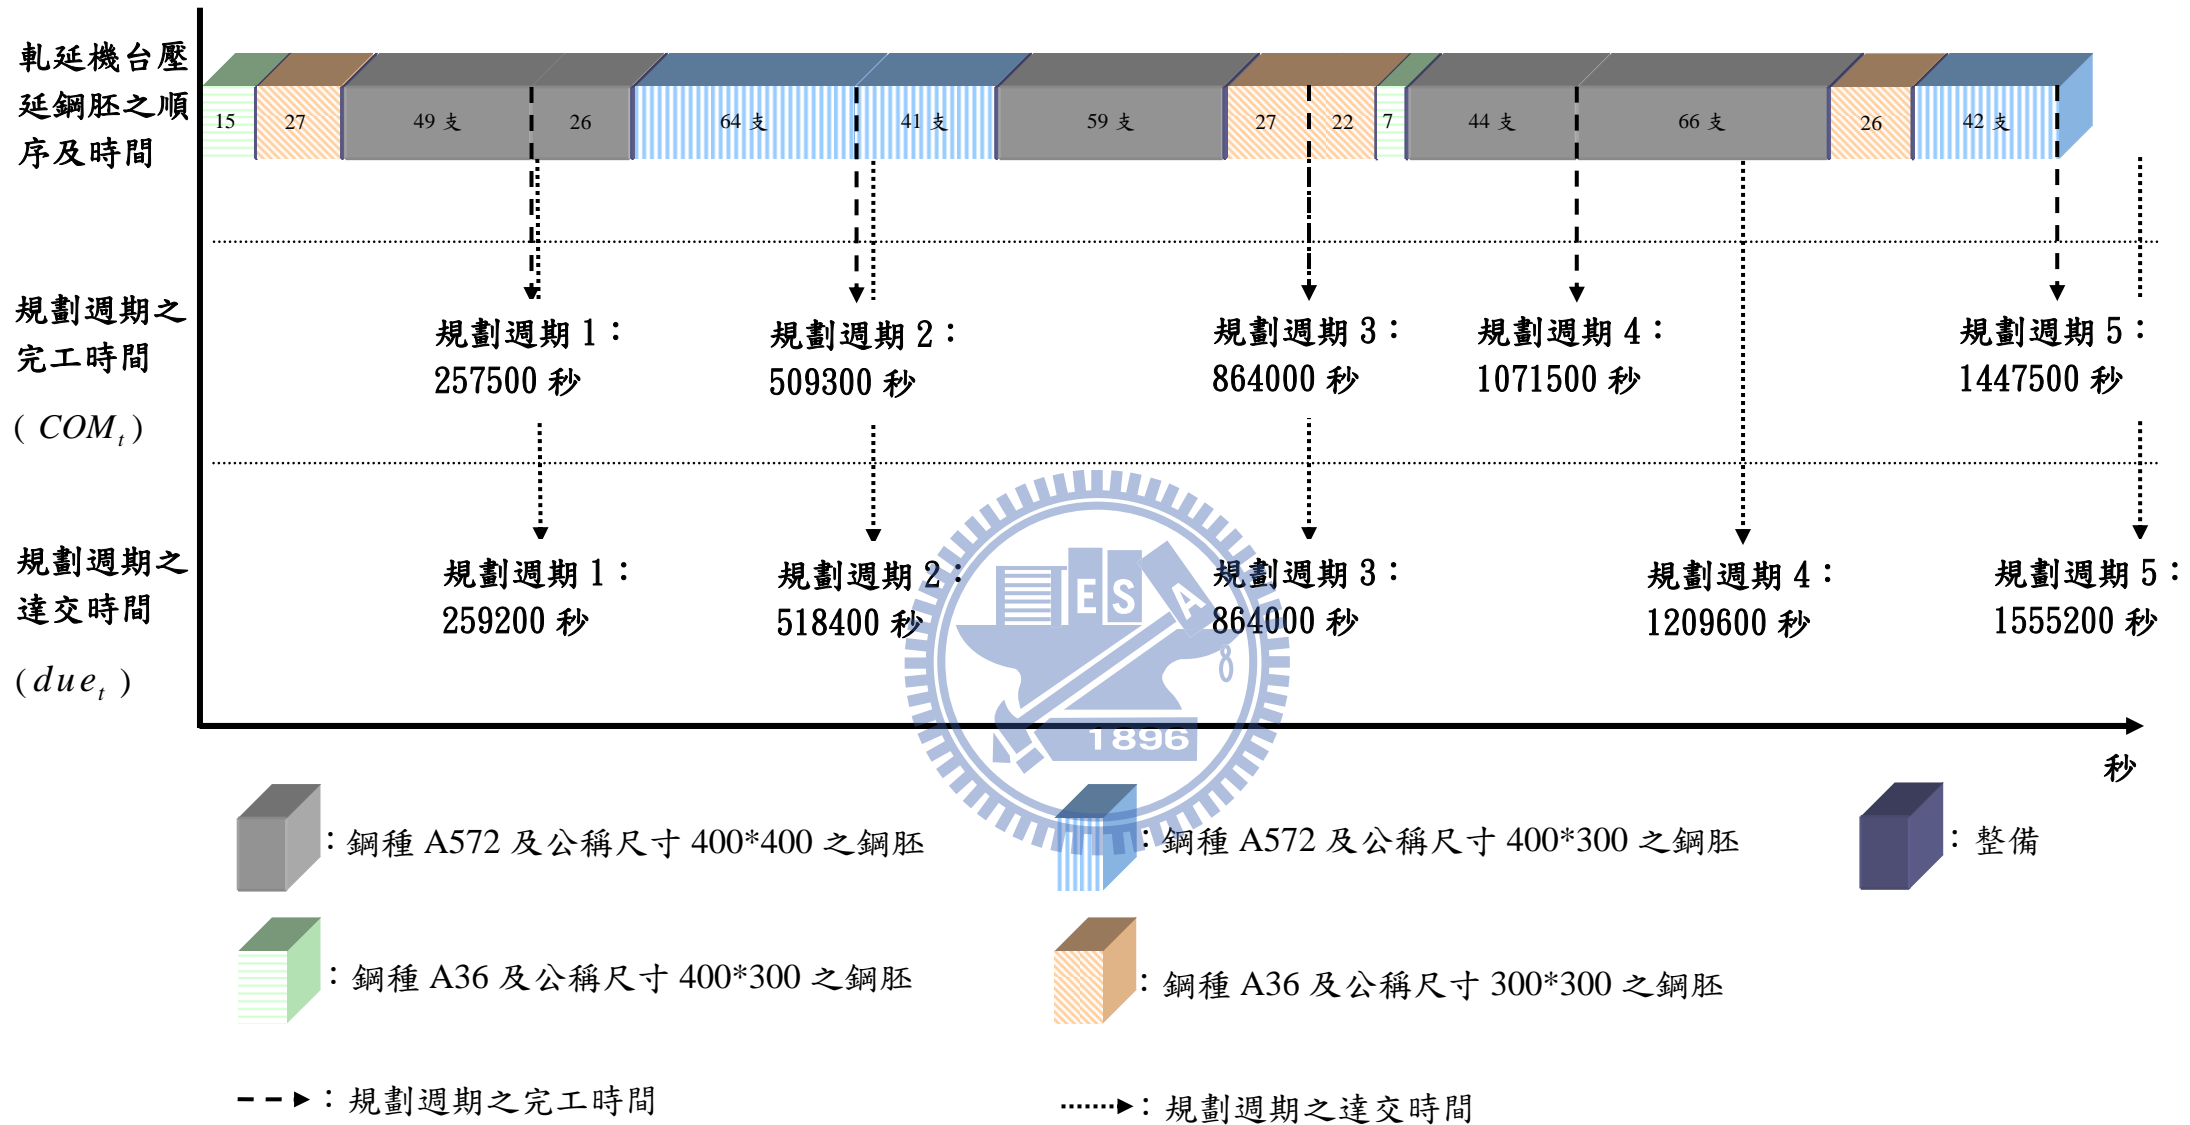 軋延機台壓
延鋼胚之順
序及時間
15
27
49 支
26
64 支
41 支
59 支
27
22
7
44 支
66 支
26
42 支
規劃週期之
完工時間
( COMt )
規劃週期 1：
257500 秒
規劃週期 2：
509300 秒
規劃週期 3：
864000 秒
規劃週期 4：
1071500 秒
規劃週期 5：
1447500 秒
規劃週期之
達交時間
( duet )
規劃週期 1：
259200 秒
規劃週期 2：
518400 秒
規劃週期 3：
864000 秒
規劃週期 4：
1209600 秒
規劃週期 5：
1555200 秒
E S A
1896
秒
：鋼種 A572 及公稱尺寸 400*400 之鋼胚
：鋼種 A572 及公稱尺寸 400*300 之鋼胚
：整備
：鋼種 A36 及公稱尺寸 400*300 之鋼胚
：鋼種 A36 及公稱尺寸 300*300 之鋼胚
：規劃週期之完工時間
：規劃週期之達交時間